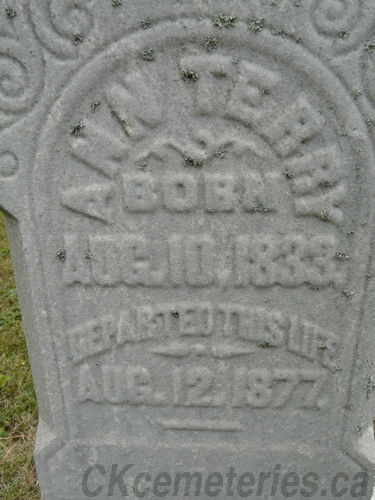 ANN TERRY
BORN
AUG. 10, 1833.
DEPARTED THIS LIFE
AUG. 12, 1877.
CKcemeteries.ca